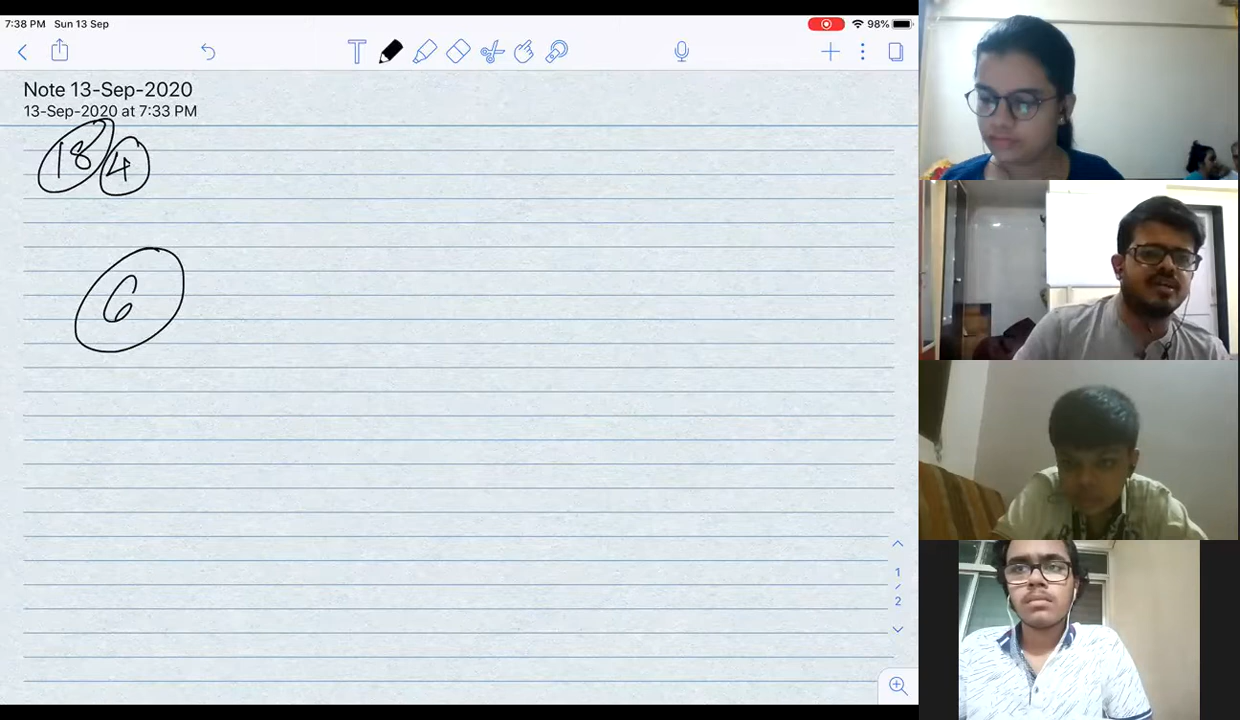 7:38 PM Sun 13 Sep 98%
T
Note 13-Sep-2020
13-Sep-2020 at 7:33 PM
18 4
6
1
2